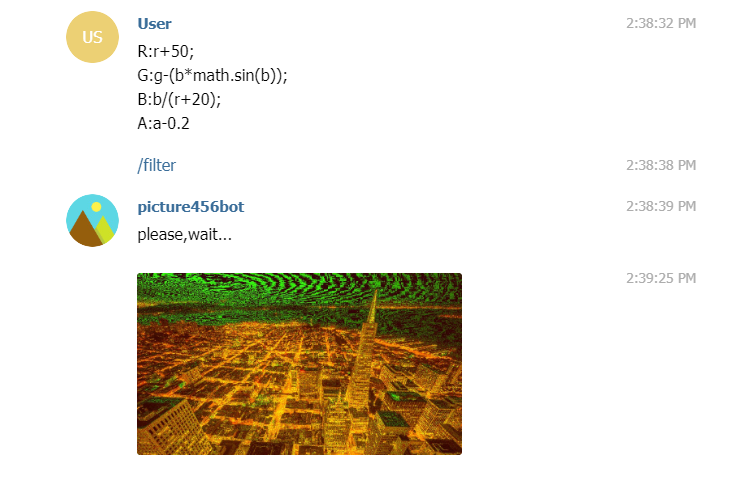 US
User
2:38:32 PM
R:r+50;
G:g-(b*math.sin(b));
B:b/(r+20);
A:a-0.2
/filter
2:38:38 PM
picture456bot
2:38:39 PM
please,wait...
2:39:25 PM